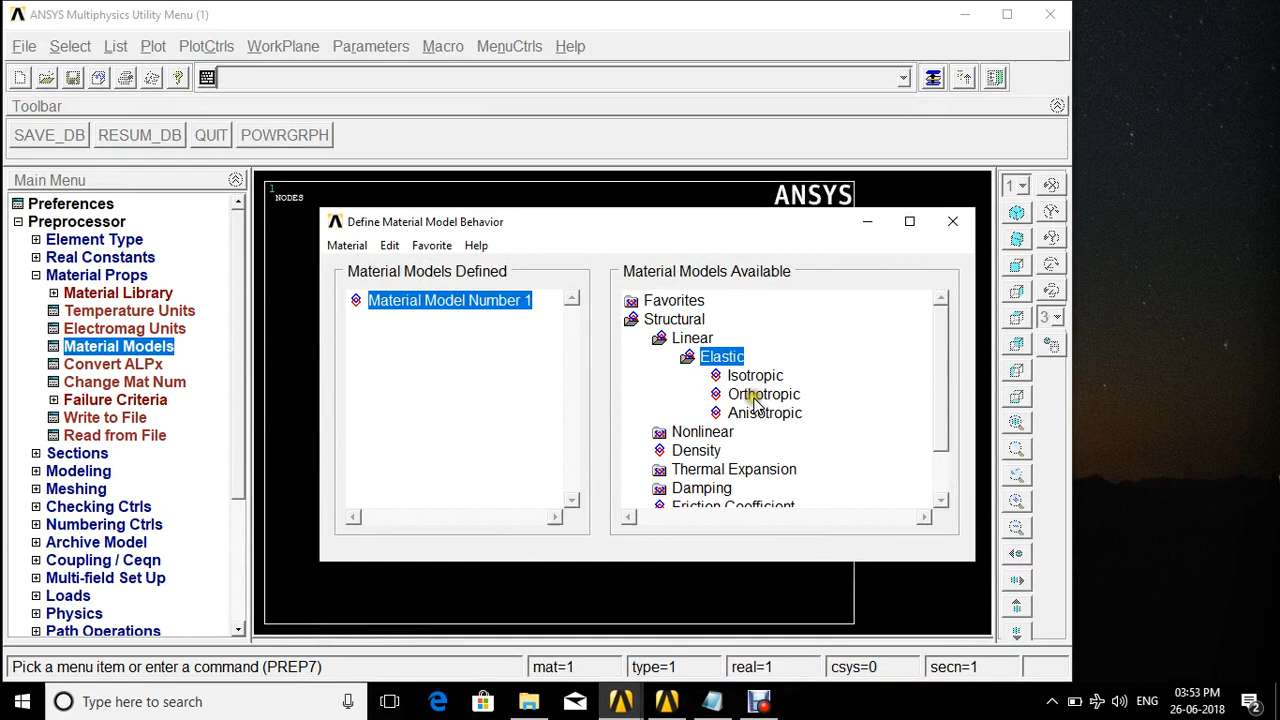 ANSYS Multiphysics Utility Menu (1)
File Select List Plot PlotCtrls WorkPlane Parameters Macro MenuCtrls Help
Toolbar
SAVE_DB RESUM_DB QUIT POWRGRPH
Main Menu
Preferences
Preprocessor
Element Type
Real Constants
Material Props
Material Library
Temperature Units
Electromag Units
Material Models
Convert ALPx
Change Mat Num
Failure Criteria
Write to File
Read from File
Sections
Modeling
Meshing
Checking Ctrls
Numbering Ctrls
Archive Model
Coupling / Ceqn
Multi-field Set Up
Loads
Physics
Path Operations
1
NODES
ANSYS
Define Material Model Behavior
Material Edit Favorite Help
Material Models Defined
Material Model Number 1
Material Models Available
Favorites
Structural
Linear
Elastic
Isotropic
Orthotropic
Anisotropic
Nonlinear
Density
Thermal Expansion
Damping
Friction Coefficient
1
3
Pick a menu item or enter a command (PREP7) mat=1 type=1 real=1 csys=0 secn=1
Type here to search
ENG
03:53 PM
26-06-2018
2